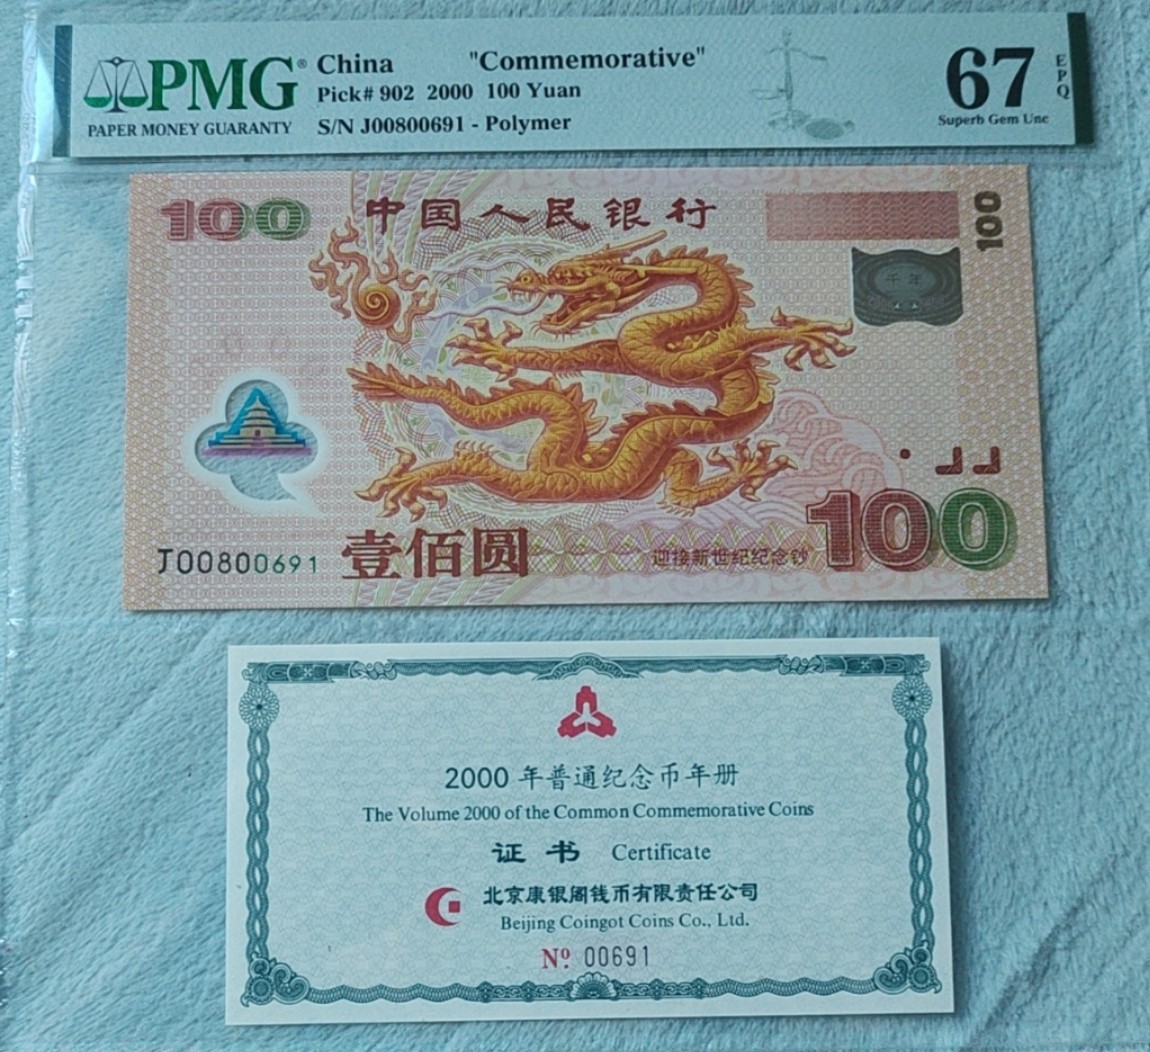 PMG® China "Commemorative" 67 EPQ
PAPER MONEY GUARANTY Pick# 902 2000 100 Yuan Superb Gem Unc
S/N J00800691 - Polymer
100 中国人民银行 100
千年
J00800691 壹佰圆 迎接新世纪纪念钞 100
2000 年普通纪念币年册
The Volume 2000 of the Common Commemorative Coins
证书 Certificate
北京康银阁钱币有限责任公司
Beijing Coingot Coins Co., Ltd.
Nº. 00691